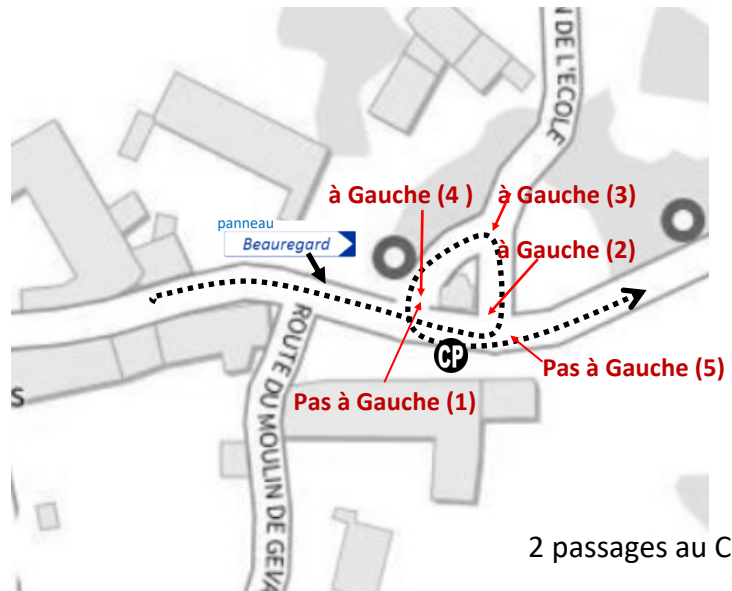 N DE L'ECOLE
à Gauche (4 )
à Gauche (3)
panneau
Beauregard
à Gauche (2)
ROUTE DU MOULIN DE GEVA
CP
Pas à Gauche (5)
S
Pas à Gauche (1)
2 passages au C